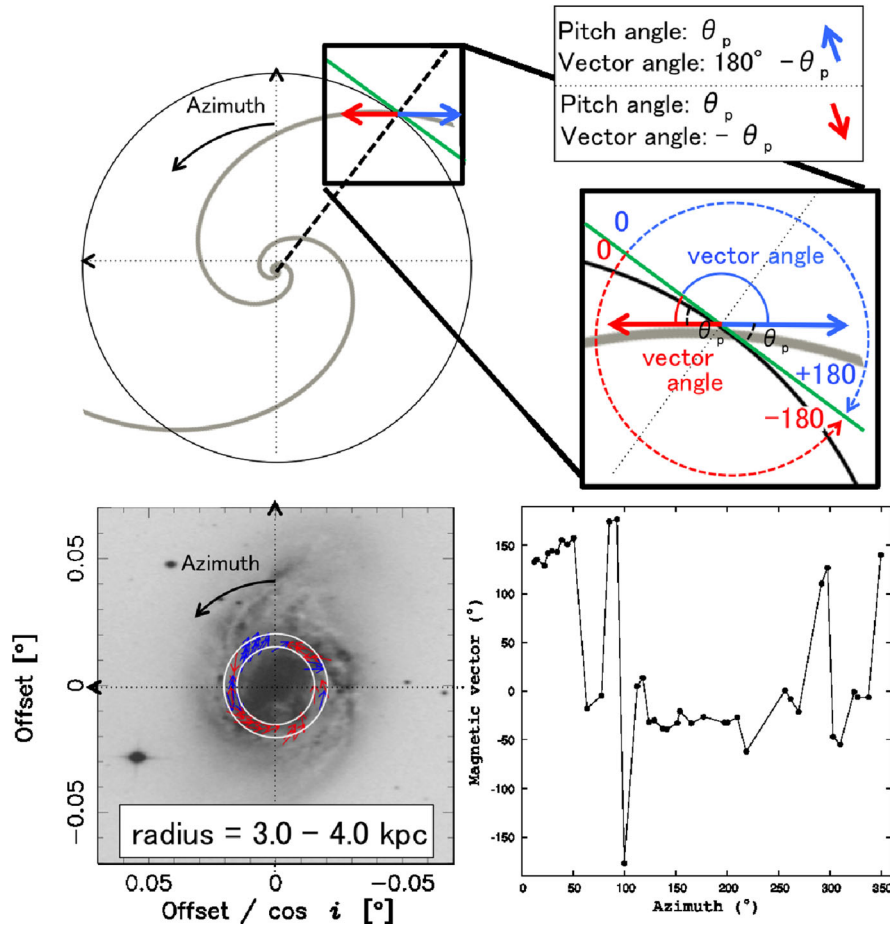 Pitch angle: θp
Vector angle: 180° −θp
Pitch angle: θp
Vector angle: − θp
Azimuth
0
0
vector angle
θp
θp
vector
angle
+180
−180
Azimuth
0.05
0
-0.05
Offset [°]
radius = 3.0 − 4.0 kpc
0.05
0
-0.05
Offset / cos i [°]
150
100
50
0
-50
-100
-150
Magnetic vector (°)
0
50
100
150
200
250
300
350
Azimuth (°)